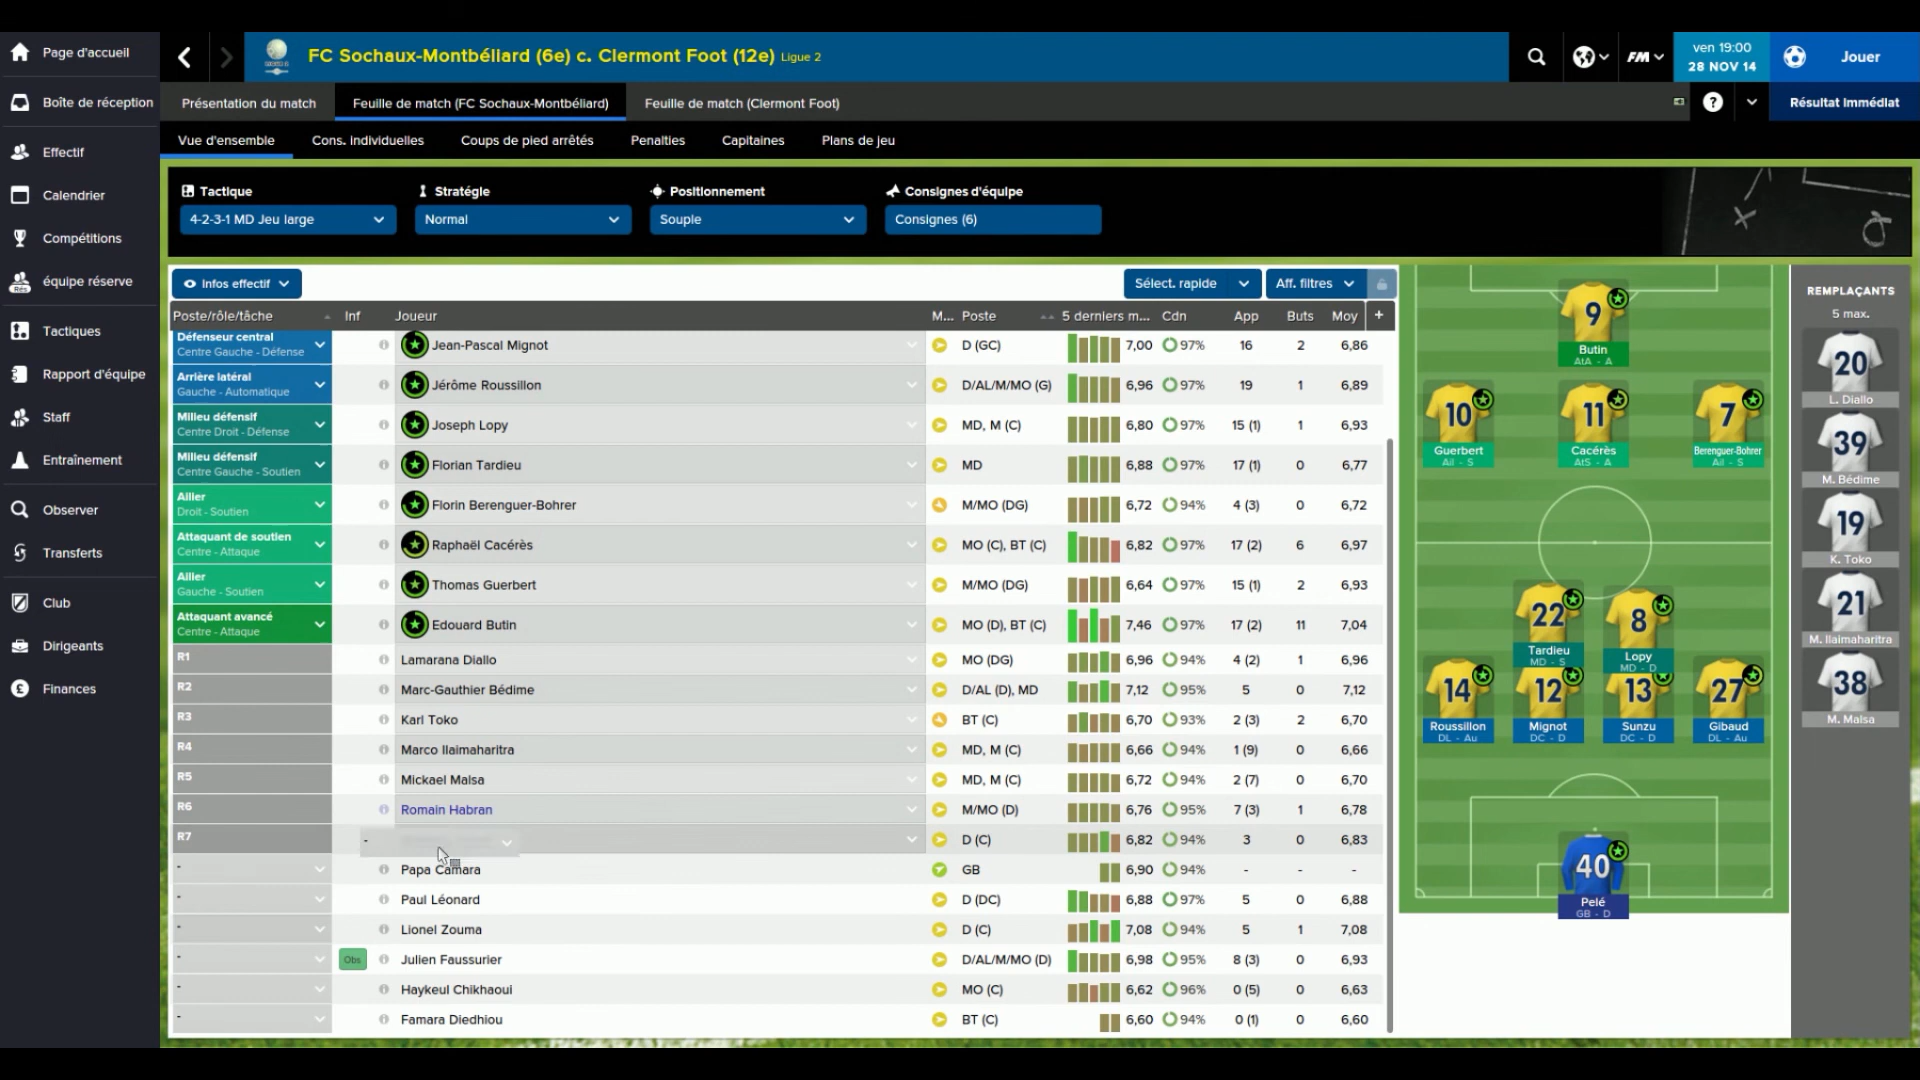 Page d'accueil
Boîte de réception
Effectif
Calendrier
Compétitions
équipe réserve
Tactiques
Rapport d'équipe
Staff
Entraînement
Observer
Transferts
Club
Dirigeants
Finances
FC Sochaux-Montbéliard (6e) c. Clermont Foot (12e) Ligue 2
FM
ven 19:00
28 NOV 14
Jouer
Présentation du match
Feuille de match (FC Sochaux-Montbéliard)
Feuille de match (Clermont Foot)
?
Résultat Immédiat
Vue d'ensemble
Cons. individuelles
Coups de pied arrêtés
Penalties
Capitaines
Plans de jeu
Tactique
Stratégie
Positionnement
Consignes d'équipe
4-2-3-1 MD Jeu large
Normal
Souple
Consignes (6)
Infos effectif
Sélect. rapide
Aff. filtres
Poste/rôle/tâche Inf Joueur M... Poste 5 derniers m... Cdn App Buts Moy +
Défenseur central
Centre Gauche - Défense
Jean-Pascal Mignot D (GC) 7,00 97% 16 2 6,86
Arrière latéral
Gauche - Automatique
Jérôme Roussillon D/AL/M/MO (G) 6,96 97% 19 1 6,89
Milieu défensif
Centre Droit - Défense
Joseph Lopy MD, M (C) 6,80 97% 15 (1) 1 6,93
Milieu défensif
Centre Gauche - Soutien
Florian Tardieu MD 6,88 97% 17 (1) 0 6,77
Ailier
Droit - Soutien
Florin Berenguer-Bohrer M/MO (DG) 6,72 94% 4 (3) 0 6,72
Attaquant de soutien
Centre - Attaque
Raphaël Cacérès MO (C), BT (C) 6,82 97% 17 (2) 6 6,97
Ailier
Gauche - Soutien
Thomas Guerbert M/MO (DG) 6,64 97% 15 (1) 2 6,93
Attaquant avancé
Centre - Attaque
Edouard Butin MO (D), BT (C) 7,46 97% 17 (2) 11 7,04
R1 Lamarana Diallo MO (DG) 6,96 94% 4 (2) 1 6,96
R2 Marc-Gauthier Bédime D/AL (D), MD 7,12 95% 5 0 7,12
R3 Karl Toko BT (C) 6,70 93% 2 (3) 2 6,70
R4 Marco Ilaimaharitra MD, M (C) 6,66 94% 1 (9) 0 6,66
R5 Mickael Malsa MD, M (C) 6,72 94% 2 (7) 0 6,70
R6 Romain Habran M/MO (D) 6,76 95% 7 (3) 1 6,78
R7 - D (C) 6,82 94% 3 0 6,83
- Papa Camara GB 6,90 94% - - -
- Paul Léonard D (DC) 6,88 97% 5 0 6,88
- Lionel Zouma D (C) 7,08 94% 5 1 7,08
- Obs Julien Faussurier D/AL/M/MO (D) 6,98 95% 8 (3) 0 6,93
- Haykeul Chikhaoui MO (C) 6,62 96% 0 (5) 0 6,63
- Famara Diedhiou BT (C) 6,60 94% 0 (1) 0 6,60
9
Butin
AtA - A
10 11 7
Guerbert Cacérès Berenguer-Bohrer
Ail - S AtS - A Ail - S
22 8
Tardieu Lopy
MD - S MD - D
14 12 13 27
Roussillon Mignot Sunzu Gibaud
DL - Au DC - D DC - D DL - Au
40
Pelé
GB - D
REMPLAÇANTS
5 max.
20
L. Diallo
39
M. Bédime
19
K. Toko
21
M. Ilaimaharitra
38
M. Malsa